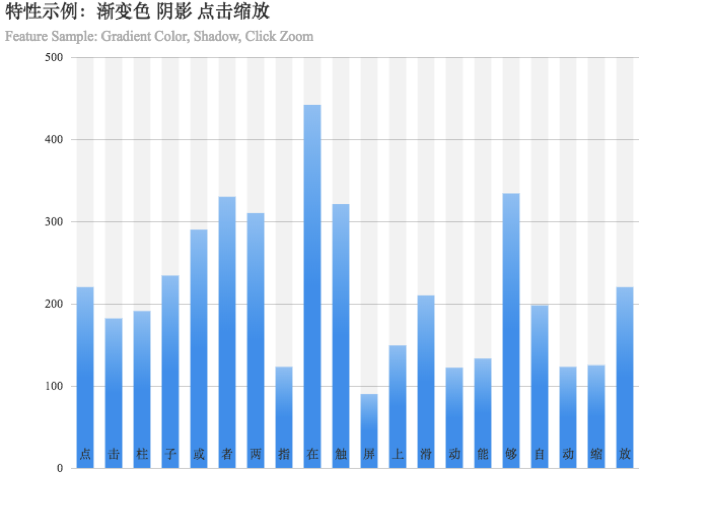 特性示例：渐变色 阴影 点击缩放
Feature Sample: Gradient Color, Shadow, Click Zoom
500
400
300
200
100
0
点 击 柱 子 或 者 两 指 在 触 屏 上 滑 动 能 够 自 动 缩 放